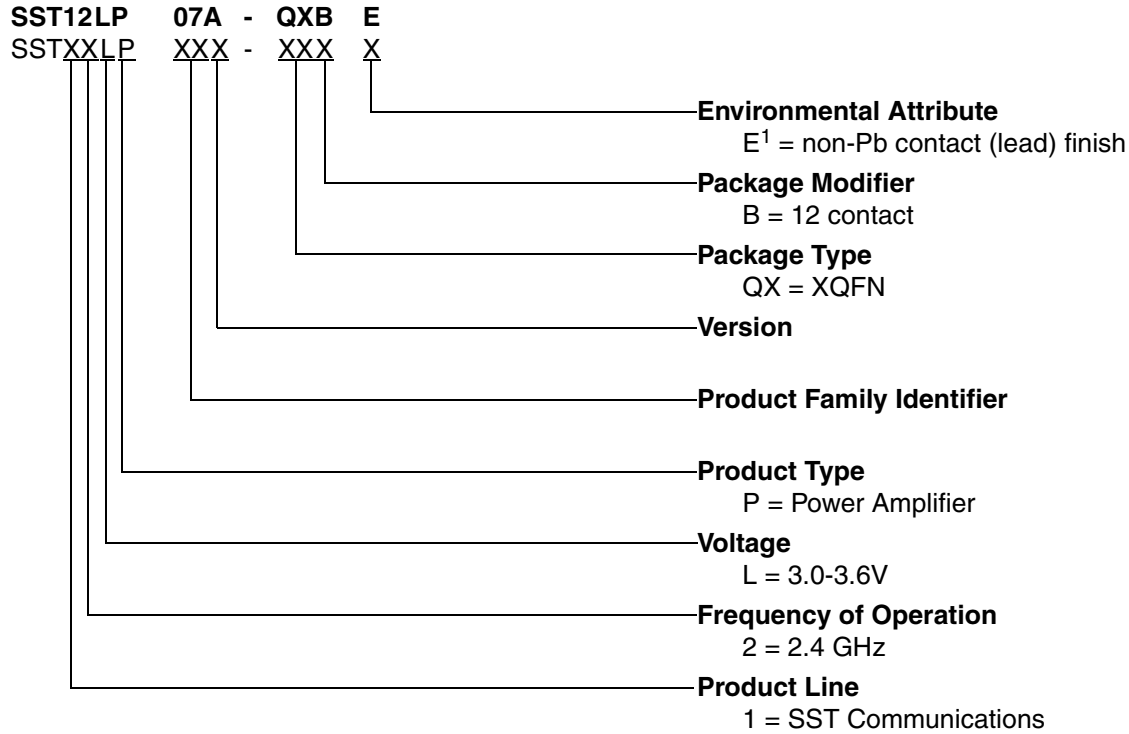 SST12LP 07A - QXB E
SSTXXLP XXX - XXX X
Environmental Attribute
E¹ = non-Pb contact (lead) finish
Package Modifier
B = 12 contact
Package Type
QX = XQFN
Version
Product Family Identifier
Product Type
P = Power Amplifier
Voltage
L = 3.0-3.6V
Frequency of Operation
2 = 2.4 GHz
Product Line
1 = SST Communications